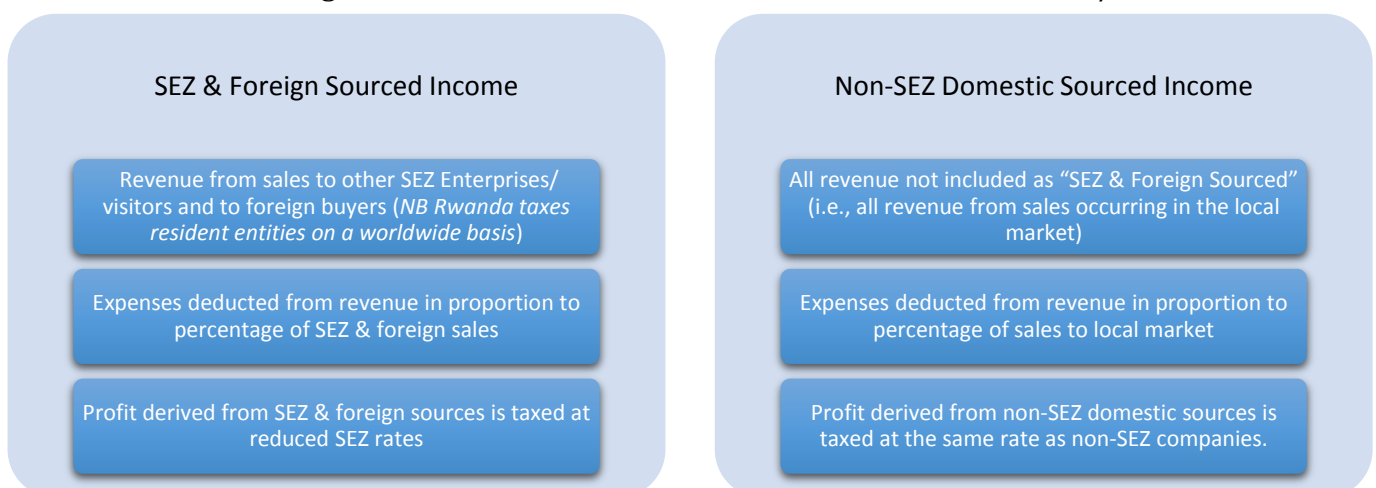 SEZ & Foreign Sourced Income
Revenue from sales to other SEZ Enterprises/
visitors and to foreign buyers (NB Rwanda taxes
resident entities on a worldwide basis)
Expenses deducted from revenue in proportion to
percentage of SEZ & foreign sales
Profit derived from SEZ & foreign sources is taxed at
reduced SEZ rates
Non-SEZ Domestic Sourced Income
All revenue not included as “SEZ & Foreign Sourced”
(i.e., all revenue from sales occurring in the local
market)
Expenses deducted from revenue in proportion to
percentage of sales to local market
Profit derived from non-SEZ domestic sources is
taxed at the same rate as non-SEZ companies.